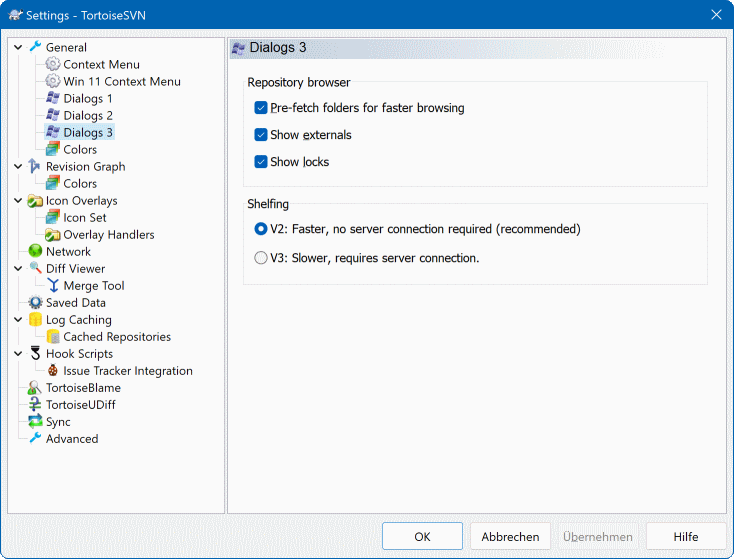 Settings - TortoiseSVN
General
Context Menu
Win 11 Context Menu
Dialogs 1
Dialogs 2
Dialogs 3
Colors
Revision Graph
Colors
Icon Overlays
Icon Set
Overlay Handlers
Network
Diff Viewer
Merge Tool
Saved Data
Log Caching
Cached Repositories
Hook Scripts
Issue Tracker Integration
TortoiseBlame
TortoiseUDiff
Sync
Advanced
Dialogs 3
Repository browser
Pre-fetch folders for faster browsing
Show externals
Show locks
Shelfing
V2: Faster, no server connection required (recommended)
V3: Slower, requires server connection.
OK
Abbrechen
Übernehmen
Hilfe